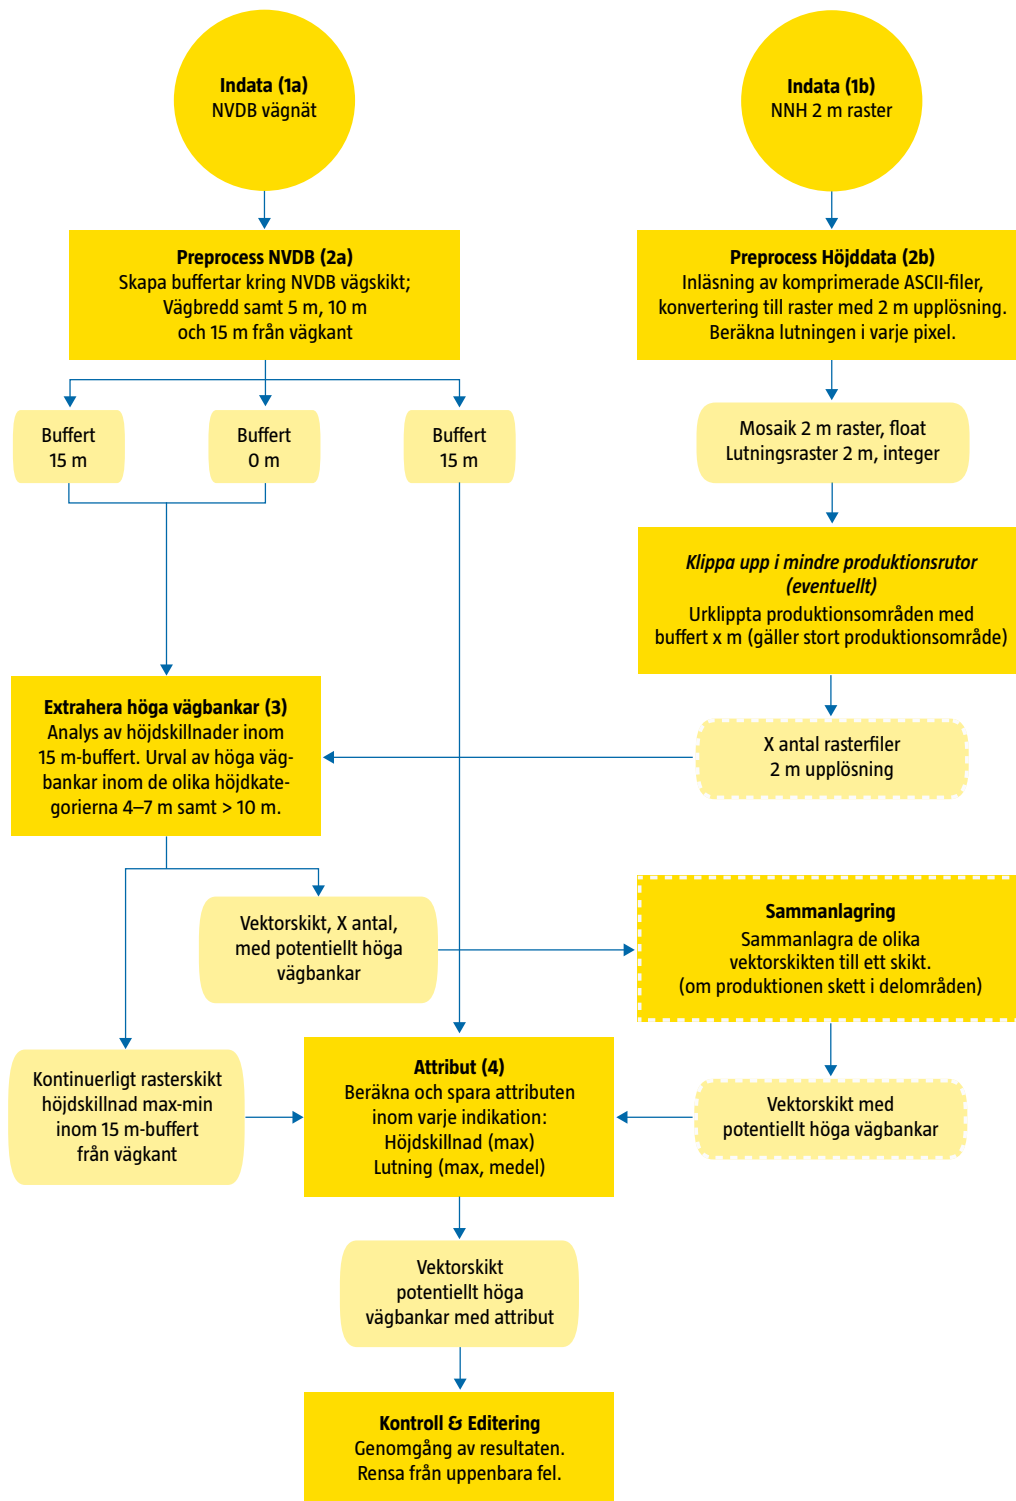 Indata (1a)
NVDB vägnät
Indata (1b)
NNH 2 m raster
Preprocess NVDB (2a)
Skapa buffertar kring NVDB vägskikt;
Vägbredd samt 5 m, 10 m
och 15 m från vägkant
Preprocess Höjddata (2b)
Inläsning av komprimerade ASCII-filer,
konvertering till raster med 2 m upplösning.
Beräkna lutningen i varje pixel.
Buffert
15 m
Buffert
0 m
Buffert
15 m
Mosaik 2 m raster, float
Lutningsraster 2 m, integer
Klippa upp i mindre produktionsrutor
(eventuellt)
Urklippta produktionsområden med
buffert x m (gäller stort produktionsområde)
Extrahera höga vägbankar (3)
Analys av höjdskillnader inom
15 m-buffert. Urval av höga väg-
bankar inom de olika höjdkate-
gorierna 4–7 m samt > 10 m.
X antal rasterfiler
2 m upplösning
Vektorskikt, X antal,
med potentiellt höga
vägbankar
Sammanlagring
Sammanlagra de olika
vektorskikten till ett skikt.
(om produktionen skett i delområden)
Kontinuerligt rasterskikt
höjdskillnad max-min
inom 15 m-buffert
från vägkant
Attribut (4)
Beräkna och spara attributen
inom varje indikation:
Höjdskillnad (max)
Lutning (max, medel)
Vektorskikt med
potentiellt höga vägbankar
Vektorskikt
potentiellt höga
vägbankar med attribut
Kontroll & Editering
Genomgång av resultaten.
Rensa från uppenbara fel.